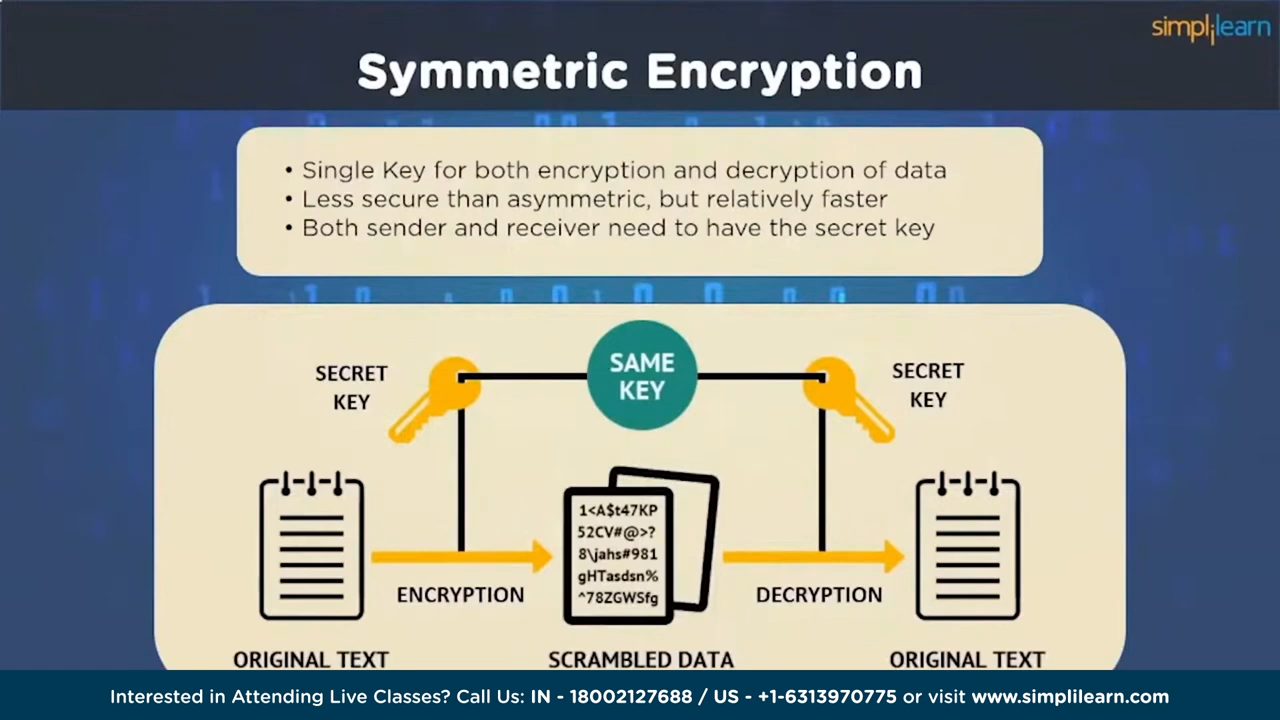 simplilearn
Symmetric Encryption
• Single Key for both encryption and decryption of data
• Less secure than asymmetric, but relatively faster
• Both sender and receiver need to have the secret key
SECRET
KEY
SAME
KEY
SECRET
KEY
1<A$t47KP
52CV#@>?
8\jahs#981
gHTasdsn%
^78ZGWSfg
ENCRYPTION
DECRYPTION
ORIGINAL TEXT
SCRAMBLED DATA
ORIGINAL TEXT
Interested in Attending Live Classes? Call Us: IN - 18002127688 / US - +1-6313970775 or visit www.simplilearn.com